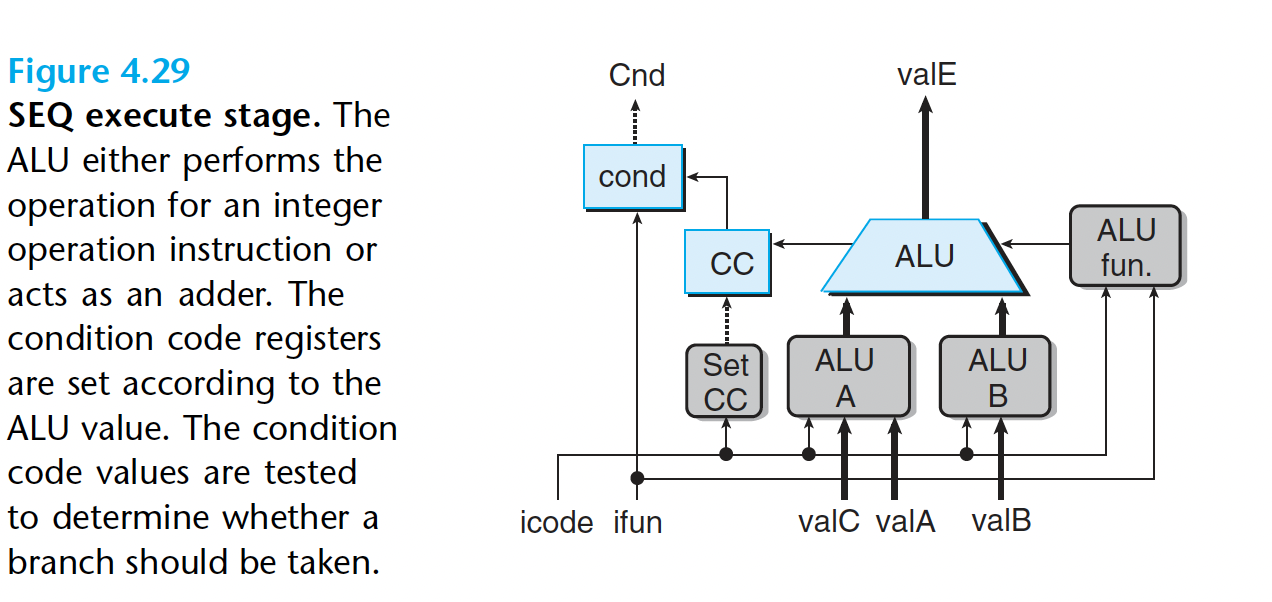 Figure 4.29
SEQ execute stage. The
ALU either performs the
operation for an integer
operation instruction or
acts as an adder. The
condition code registers
are set according to the
ALU value. The condition
code values are tested
to determine whether a
branch should be taken.
Cnd
valE
cond
CC
ALU
ALU
fun.
Set
CC
ALU
A
ALU
B
icode
ifun
valC
valA
valB